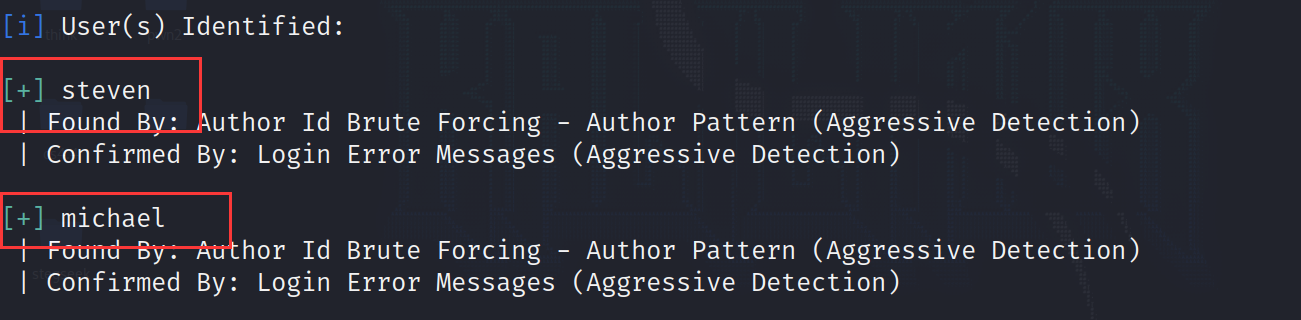 [i] User(s) Identified:
[+] steven
| Found By: Author Id Brute Forcing - Author Pattern (Aggressive Detection)
| Confirmed By: Login Error Messages (Aggressive Detection)
[+] michael
| Found By: Author Id Brute Forcing - Author Pattern (Aggressive Detection)
| Confirmed By: Login Error Messages (Aggressive Detection)